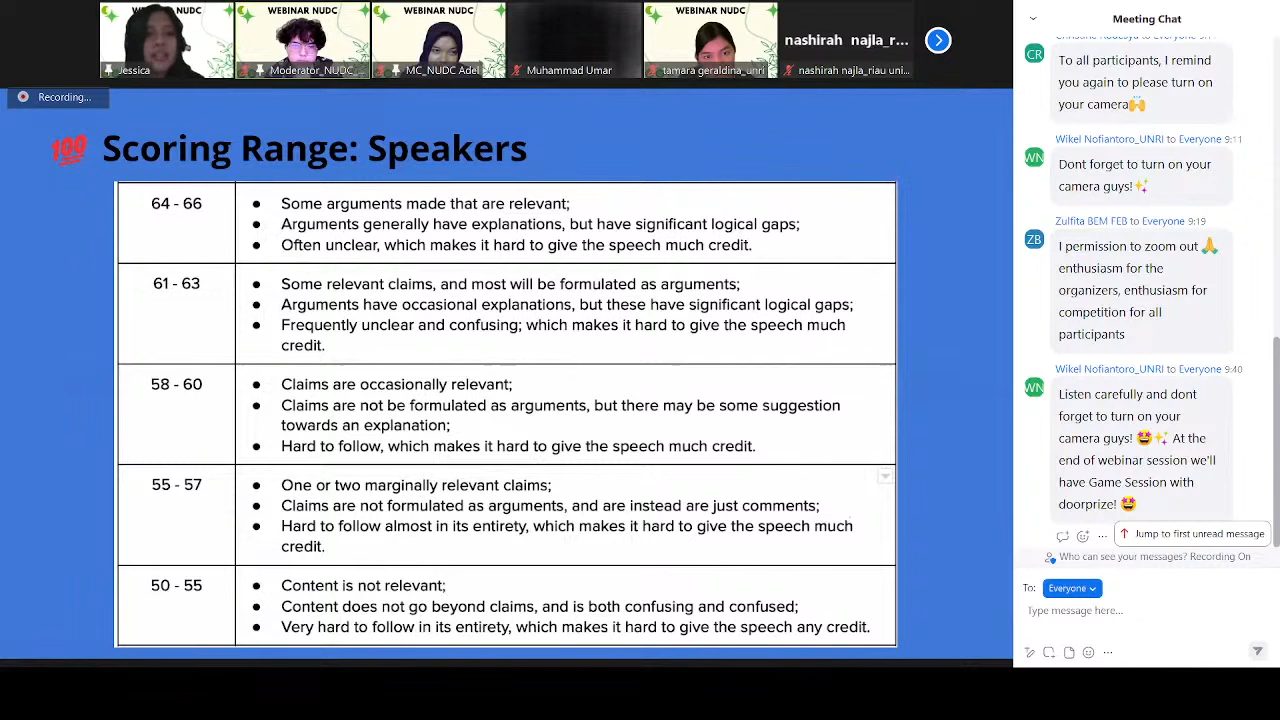 WEBINAR NUDC
WEBINAR NUDC
WEBINAR NUDC
WEBINAR NUDC
nashirah najla_r...
Jessica
Moderator_NUDC...
MC_NUDC Adel
Muhammad Umar
tamara geraldina_unri
nashirah najla_riau uni...
Recording...
💯 Scoring Range: Speakers
64 - 66
● Some arguments made that are relevant;
● Arguments generally have explanations, but have significant logical gaps;
● Often unclear, which makes it hard to give the speech much credit.
61 - 63
● Some relevant claims, and most will be formulated as arguments;
● Arguments have occasional explanations, but these have significant logical gaps;
● Frequently unclear and confusing; which makes it hard to give the speech much
credit.
58 - 60
● Claims are occasionally relevant;
● Claims are not be formulated as arguments, but there may be some suggestion
towards an explanation;
● Hard to follow, which makes it hard to give the speech much credit.
55 - 57
● One or two marginally relevant claims;
● Claims are not formulated as arguments, and are instead are just comments;
● Hard to follow almost in its entirety, which makes it hard to give the speech much
credit.
50 - 55
● Content is not relevant;
● Content does not go beyond claims, and is both confusing and confused;
● Very hard to follow in its entirety, which makes it hard to give the speech any credit.
Meeting Chat
to Everyone
CR
To all participants, I remind
you again to please turn on
your camera🙌
Wikel Nofiantoro_UNRI to Everyone 9:11
WN
Dont forget to turn on your
camera guys!✨
Zulfita BEM FEB to Everyone 9:19
ZB
I permission to zoom out 🙏
enthusiasm for the
organizers, enthusiasm for
competition for all
participants
Wikel Nofiantoro_UNRI to Everyone 9:40
WN
Listen carefully and dont
forget to turn on your
camera guys! 🤩✨ At the
end of webinar session we'll
have Game Session with
doorprize! 🤩
Jump to first unread message
Who can see your messages? Recording On
To: Everyone
Type message here...